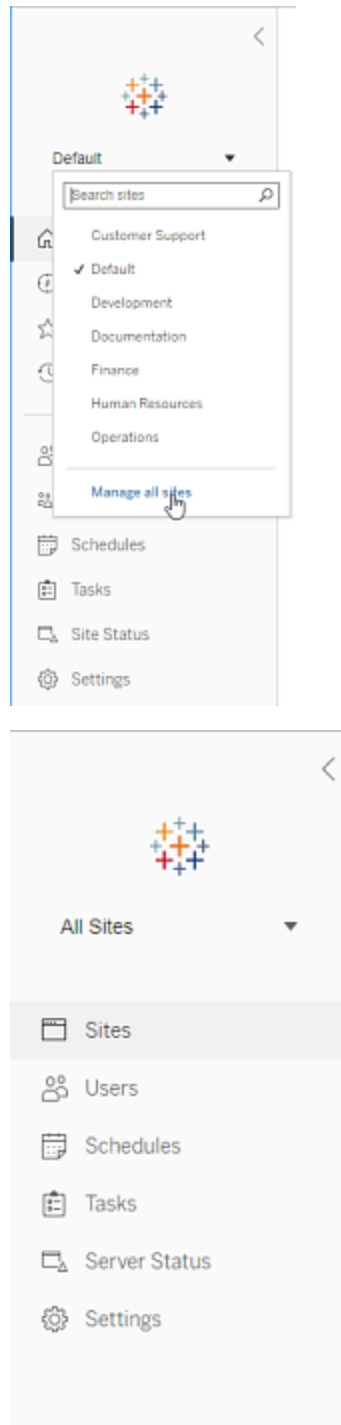 Default
Search sites
Customer Support
Default
Development
Documentation
Finance
Human Resources
Operations
Manage all sites
Schedules
Tasks
Site Status
Settings
All Sites
Sites
Users
Schedules
Tasks
Server Status
Settings